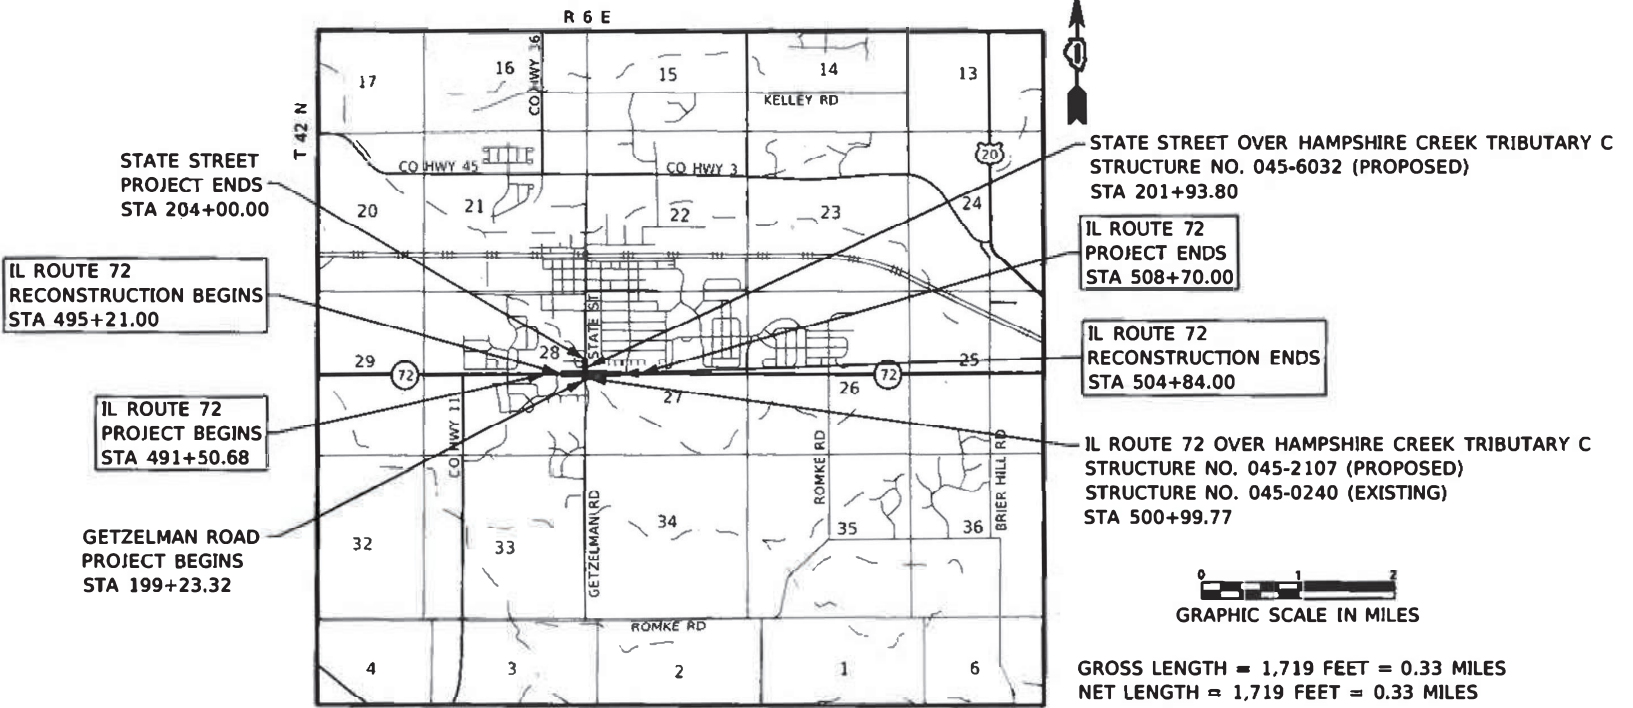 R 6 E
T 42 N
17
16
15
14
13
CO HWY 36
KELLEY RD
20
CO HWY 45
CO HWY 3
20
21
22
23
24
STATE STREET
PROJECT ENDS
STA 204+00.00
IL ROUTE 72
RECONSTRUCTION BEGINS
STA 495+21.00
IL ROUTE 72
PROJECT BEGINS
STA 491+50.68
GETZELMAN ROAD
PROJECT BEGINS
STA 199+23.32
STATE ST
29
72
28
27
26
72
25
CO HWY 11
GETZELMAN RD
ROMKE RD
BRIER HILL RD
32
33
34
35
36
ROMKE RD
4
3
2
1
6
STATE STREET OVER HAMPSHIRE CREEK TRIBUTARY C
STRUCTURE NO. 045-6032 (PROPOSED)
STA 201+93.80
IL ROUTE 72
PROJECT ENDS
STA 508+70.00
IL ROUTE 72
RECONSTRUCTION ENDS
STA 504+84.00
IL ROUTE 72 OVER HAMPSHIRE CREEK TRIBUTARY C
STRUCTURE NO. 045-2107 (PROPOSED)
STRUCTURE NO. 045-0240 (EXISTING)
STA 500+99.77
0 1 2
GRAPHIC SCALE IN MILES
GROSS LENGTH = 1,719 FEET = 0.33 MILES
NET LENGTH = 1,719 FEET = 0.33 MILES